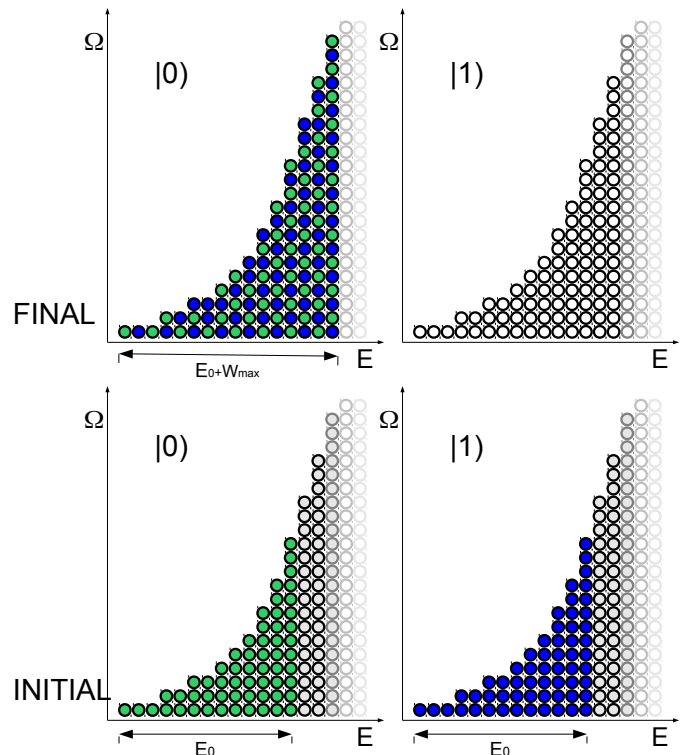 Ω
|0)
Ω
|1)
FINAL
E
E₀+Wmax
E
Ω
|0)
Ω
|1)
INITIAL
E
E₀
E
E₀